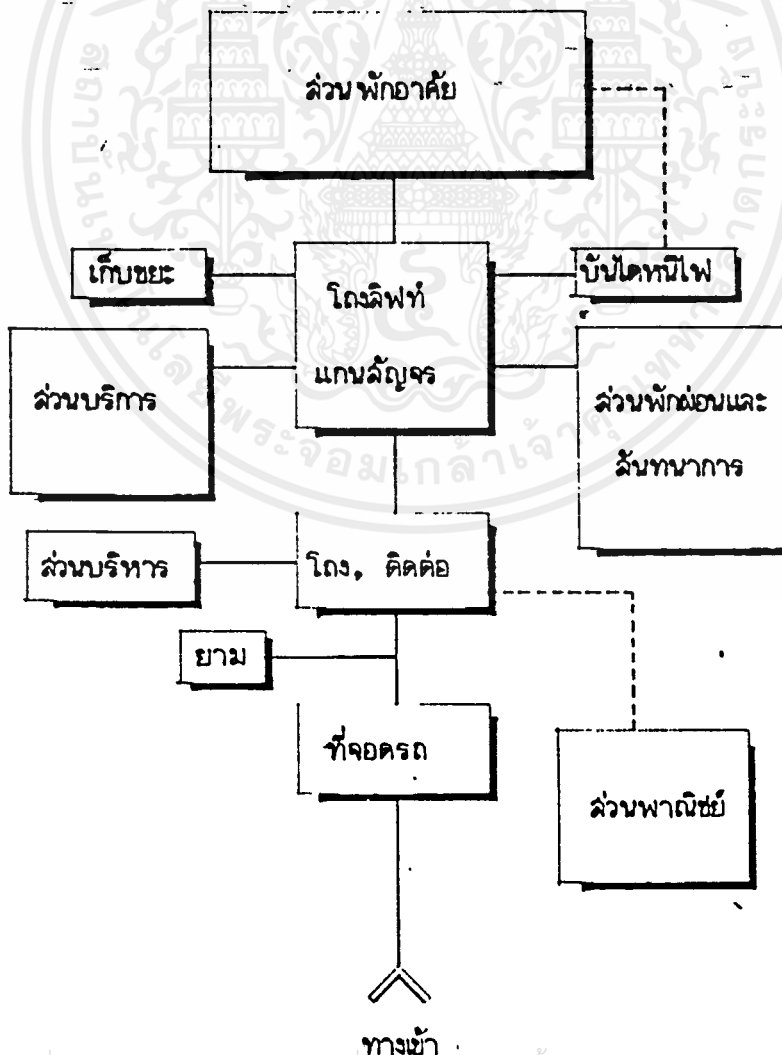 ส่วนพักอาศัย
เก็บขยะ
โถงลิฟท์
แกนสัญจร
บันไดหนีไฟ
ส่วนบริการ
ส่วนพักผ่อนและ
สันทนาการ
ส่วนบริหาร
โถง, ติดต่อ
ยาม
ที่จอดรถ
ส่วนพาณิชย์
ทางเข้า